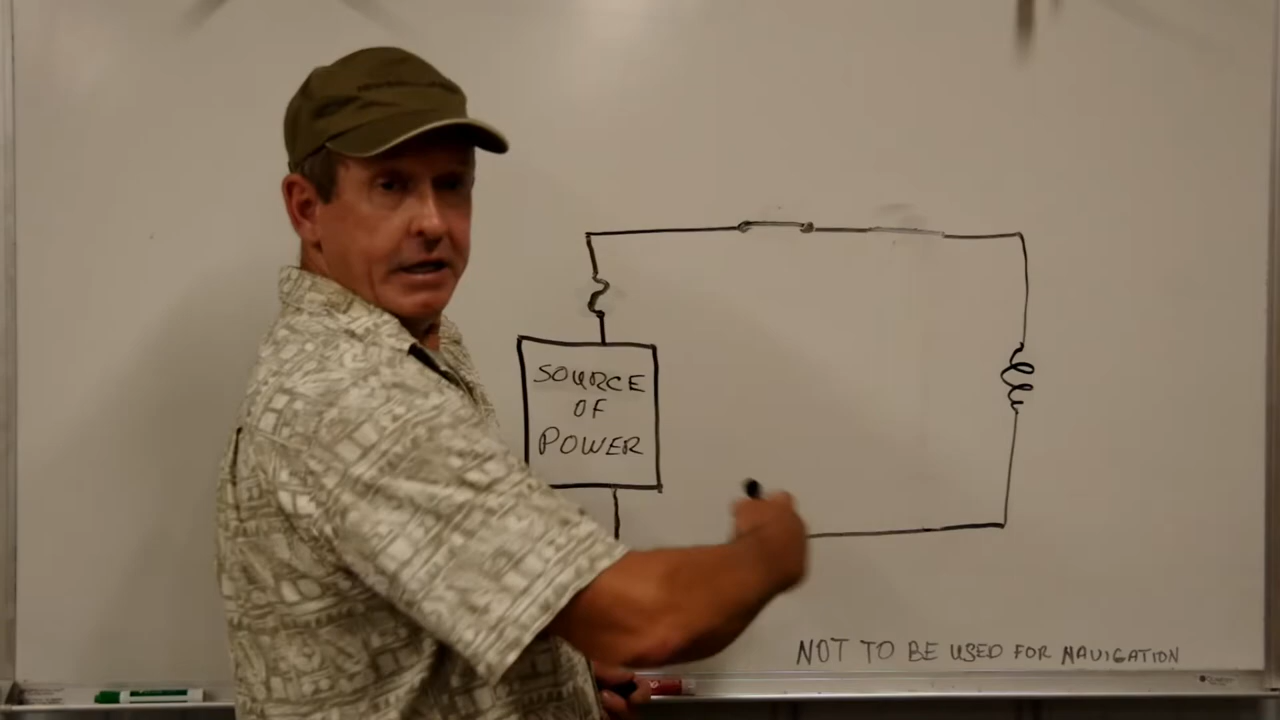 SOURCE
OF
POWER
NOT TO BE USED FOR NAVIGATION